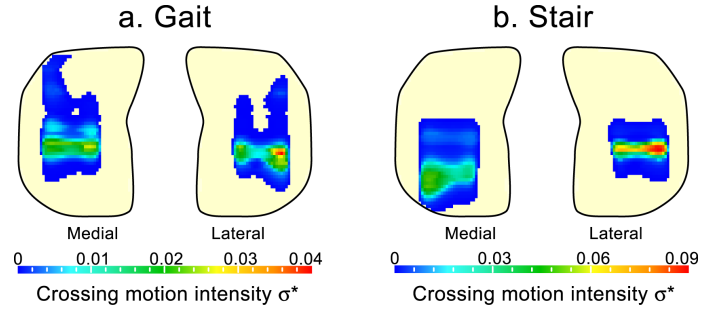 a. Gait
b. Stair
Medial
Lateral
Medial
Lateral
0 0.01 0.02 0.03 0.04
0 0.03 0.06 0.09
Crossing motion intensity σ*
Crossing motion intensity σ*